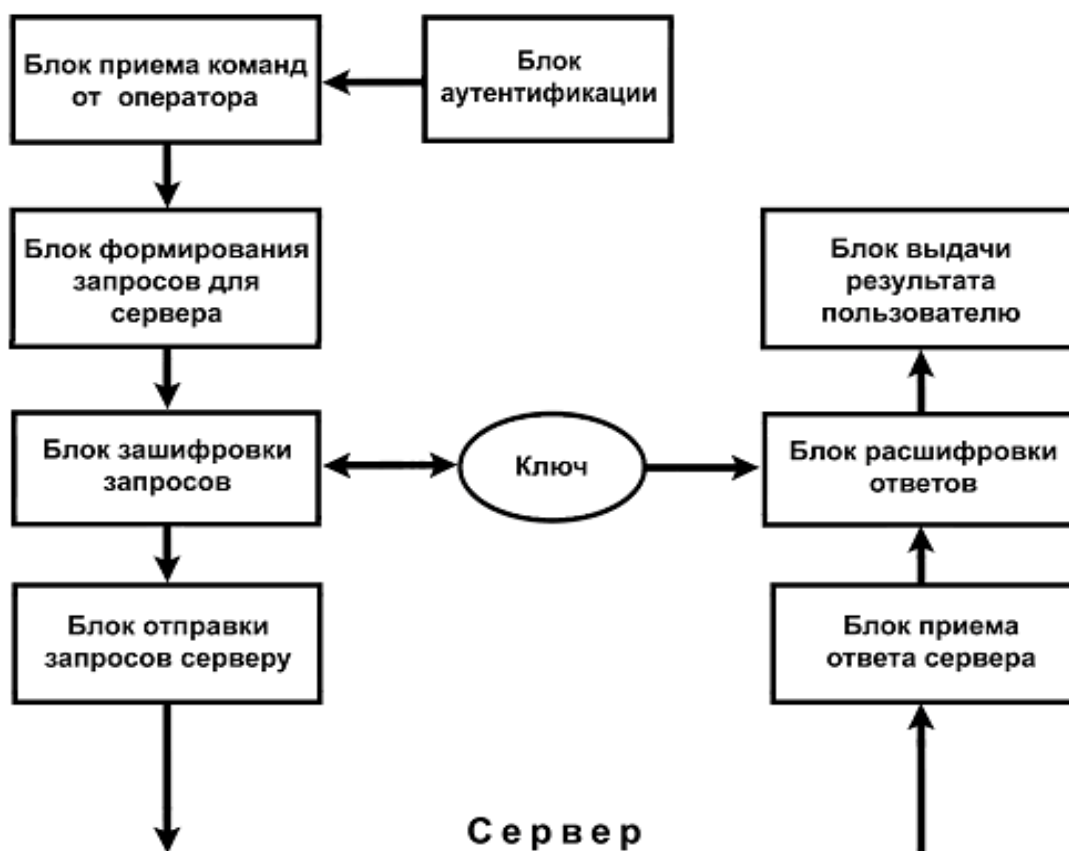 Блок приема команд
от оператора
Блок
аутентификации
Блок формирования
запросов для
сервера
Блок выдачи
результата
пользователю
Блок зашифровки
запросов
Ключ
Блок расшифровки
ответов
Блок отправки
запросов серверу
Блок приема
ответа сервера
Сервер